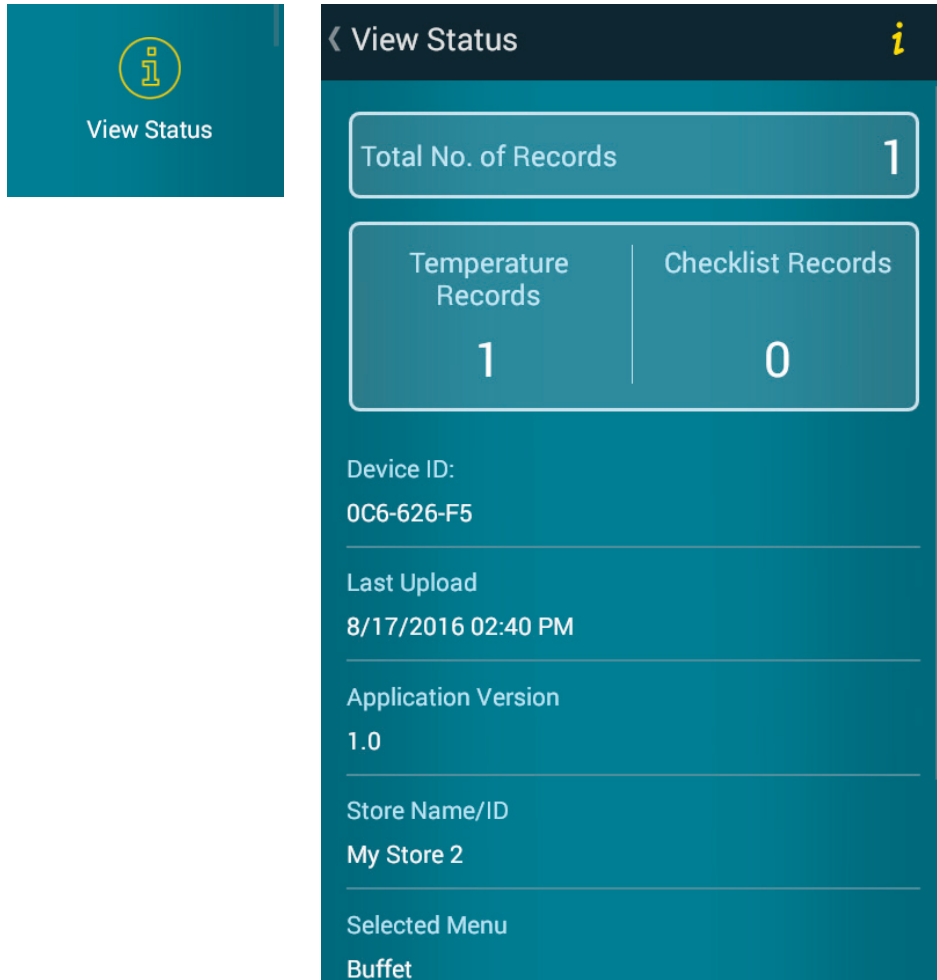 View Status
View Status
Total No. of Records
1
Temperature
Records
1
Checklist Records
0
Device ID:
0C6-626-F5
Last Upload
8/17/2016 02:40 PM
Application Version
1.0
Store Name/ID
My Store 2
Selected Menu
Buffet